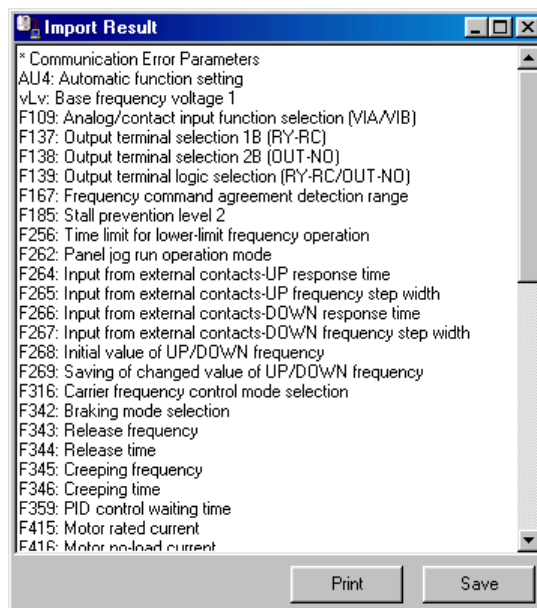 Import Result
* Communication Error Parameters
AU4: Automatic function setting
vLv: Base frequency voltage 1
F109: Analog/contact input function selection (VIA/VIB)
F137: Output terminal selection 1B (RY-RC)
F138: Output terminal selection 2B (OUT-NO)
F139: Output terminal logic selection (RY-RC/OUT-NO)
F167: Frequency command agreement detection range
F185: Stall prevention level 2
F256: Time limit for lower-limit frequency operation
F262: Panel jog run operation mode
F264: Input from external contacts-UP response time
F265: Input from external contacts-UP frequency step width
F266: Input from external contacts-DOWN response time
F267: Input from external contacts-DOWN frequency step width
F268: Initial value of UP/DOWN frequency
F269: Saving of changed value of UP/DOWN frequency
F316: Carrier frequency control mode selection
F342: Braking mode selection
F343: Release frequency
F344: Release time
F345: Creeping frequency
F346: Creeping time
F359: PID control waiting time
F415: Motor rated current
F416: Motor no-load current
Print
Save